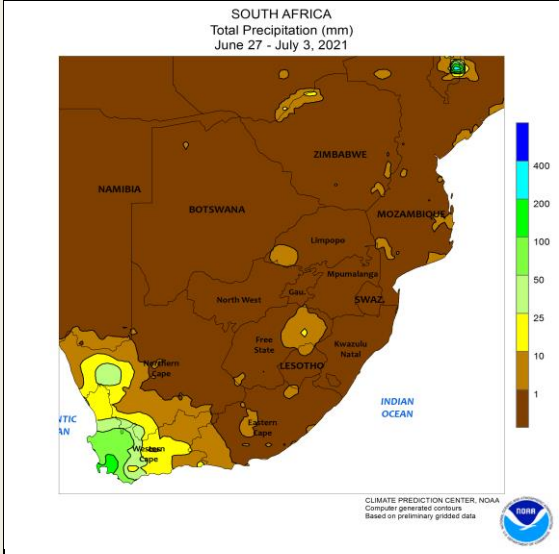 SOUTH AFRICA
Total Precipitation (mm)
June 27 - July 3, 2021
ZIMBABWE
NAMIBIA
BOTSWANA
MOZAMBIQUE
Limpopo
Mpumalanga
North West
Gau.
SWAZ.
Free
State
Kwazulu
Natal
LESOTHO
Northern
Cape
Eastern
Cape
Western
Cape
NTIC
AN
INDIAN
OCEAN
400
200
100
50
25
10
1
CLIMATE PREDICTION CENTER, NOAA
Computer generated contours
Based on preliminary gridded data
NOAA